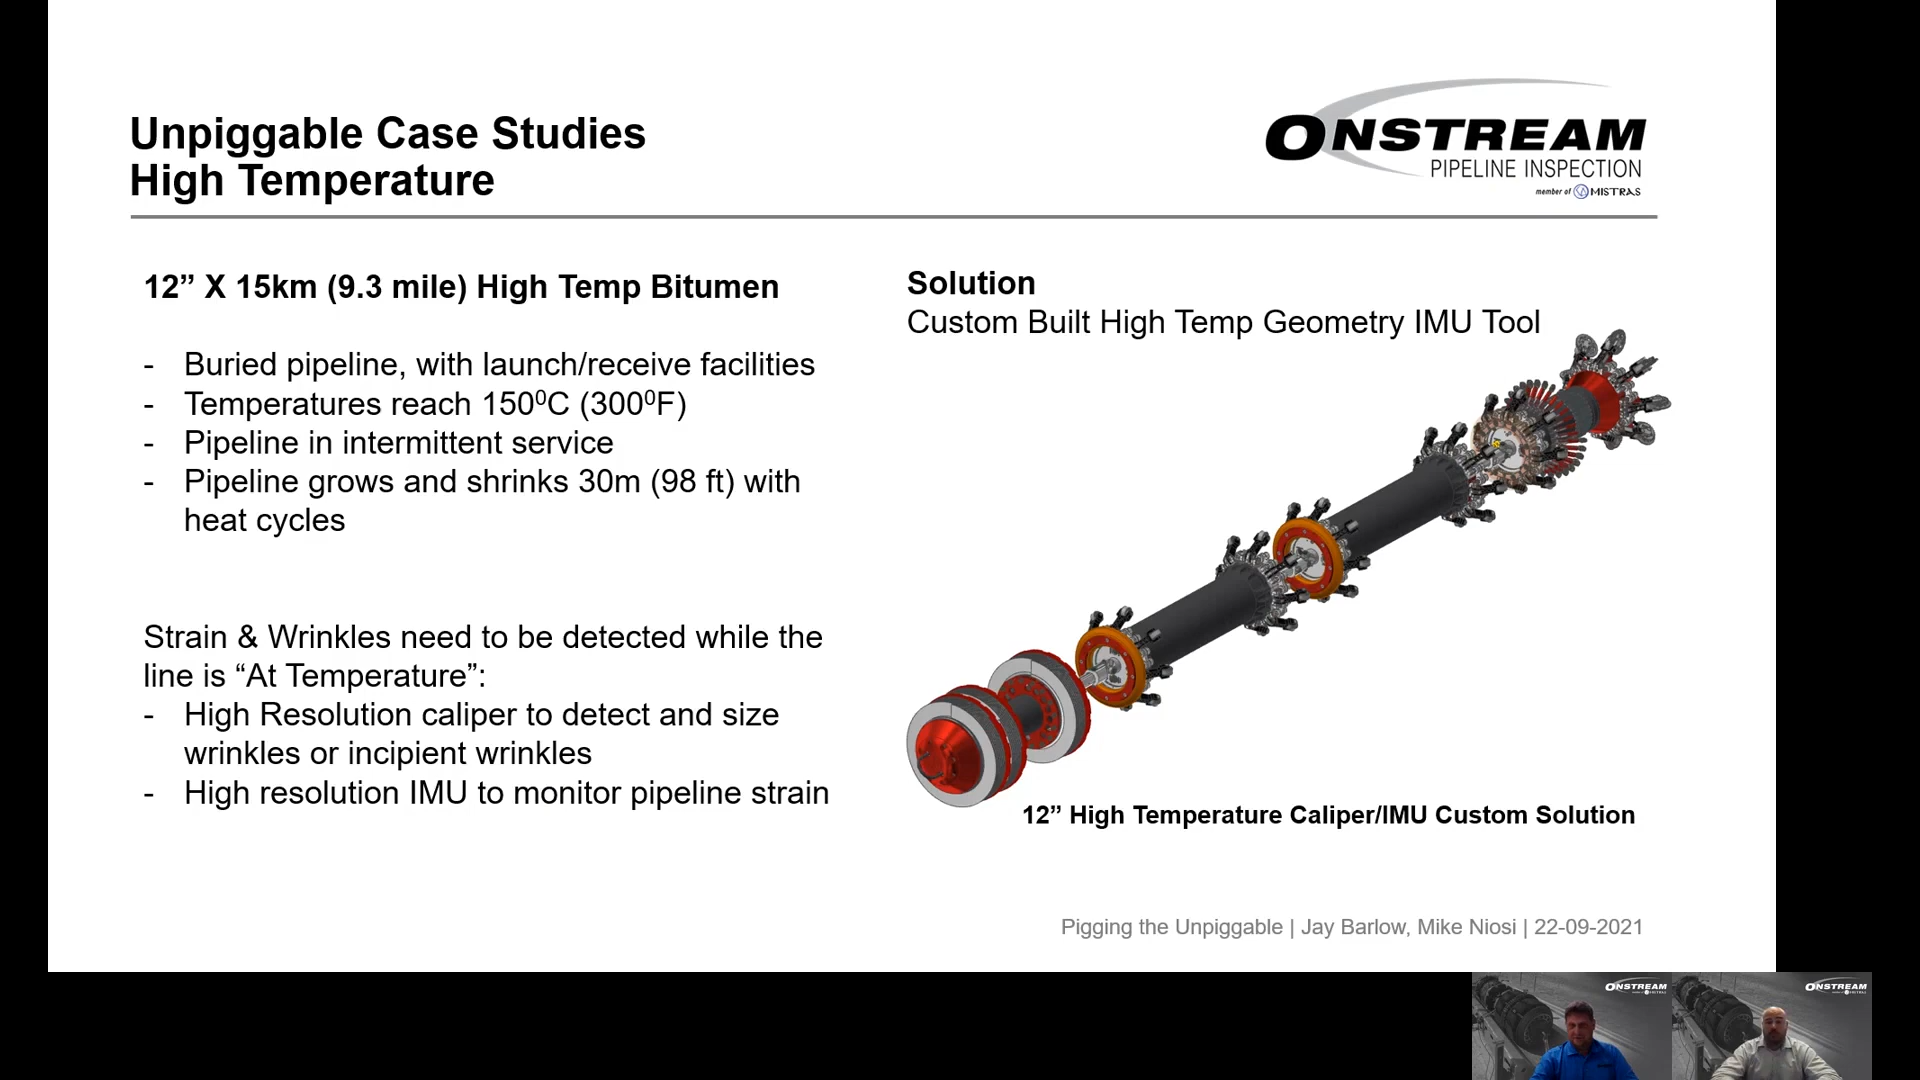 Unpiggable Case Studies
High Temperature
ONSTREAM
PIPELINE INSPECTION
member of MISTRAS
12” X 15km (9.3 mile) High Temp Bitumen
- Buried pipeline, with launch/receive facilities
- Temperatures reach 150⁰C (300⁰F)
- Pipeline in intermittent service
- Pipeline grows and shrinks 30m (98 ft) with
heat cycles
Strain & Wrinkles need to be detected while the
line is “At Temperature”:
- High Resolution caliper to detect and size
wrinkles or incipient wrinkles
- High resolution IMU to monitor pipeline strain
Solution
Custom Built High Temp Geometry IMU Tool
12” High Temperature Caliper/IMU Custom Solution
Pigging the Unpiggable | Jay Barlow, Mike Niosi | 22-09-2021
ONSTREAM
ONSTREAM